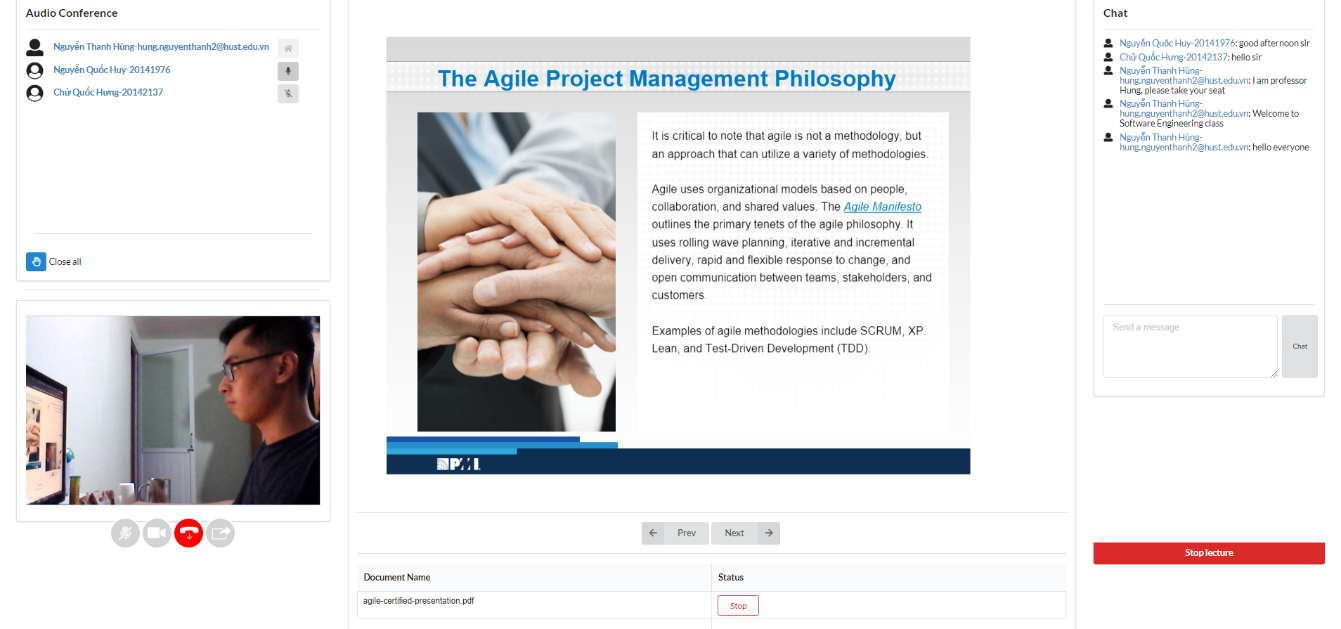 Audio Conference
Nguyễn Thanh Hùng-hung.nguyenthanh2@hust.edu.vn
Nguyễn Quốc Huy-20141976
Chử Quốc Hưng-20142137
Close all
The Agile Project Management Philosophy
It is critical to note that agile is not a methodology, but
an approach that can utilize a variety of methodologies.
Agile uses organizational models based on people,
collaboration, and shared values. The Agile Manifesto
outlines the primary tenets of the agile philosophy. It
uses rolling wave planning, iterative and incremental
delivery, rapid and flexible response to change, and
open communication between teams, stakeholders, and
customers.
Examples of agile methodologies include SCRUM, XP.
Lean, and Test-Driven Development (TDD).
Prev
Next
Document Name
Status
agile-certified-presentation.pdf
Stop
Chat
Nguyễn Quốc Huy-20141976: good afternoon sir
Chử Quốc Hưng-20142137: hello sir
Nguyễn Thanh Hùng-
hung.nguyenthanh2@hust.edu.vn: I am professor
Hung, please take your seat
Nguyễn Thanh Hùng-
hung.nguyenthanh2@hust.edu.vn: Welcome to
Software Engineering class
Nguyễn Thanh Hùng-
hung.nguyenthanh2@hust.edu.vn: hello everyone
Send a message
Chat
Stop lecture